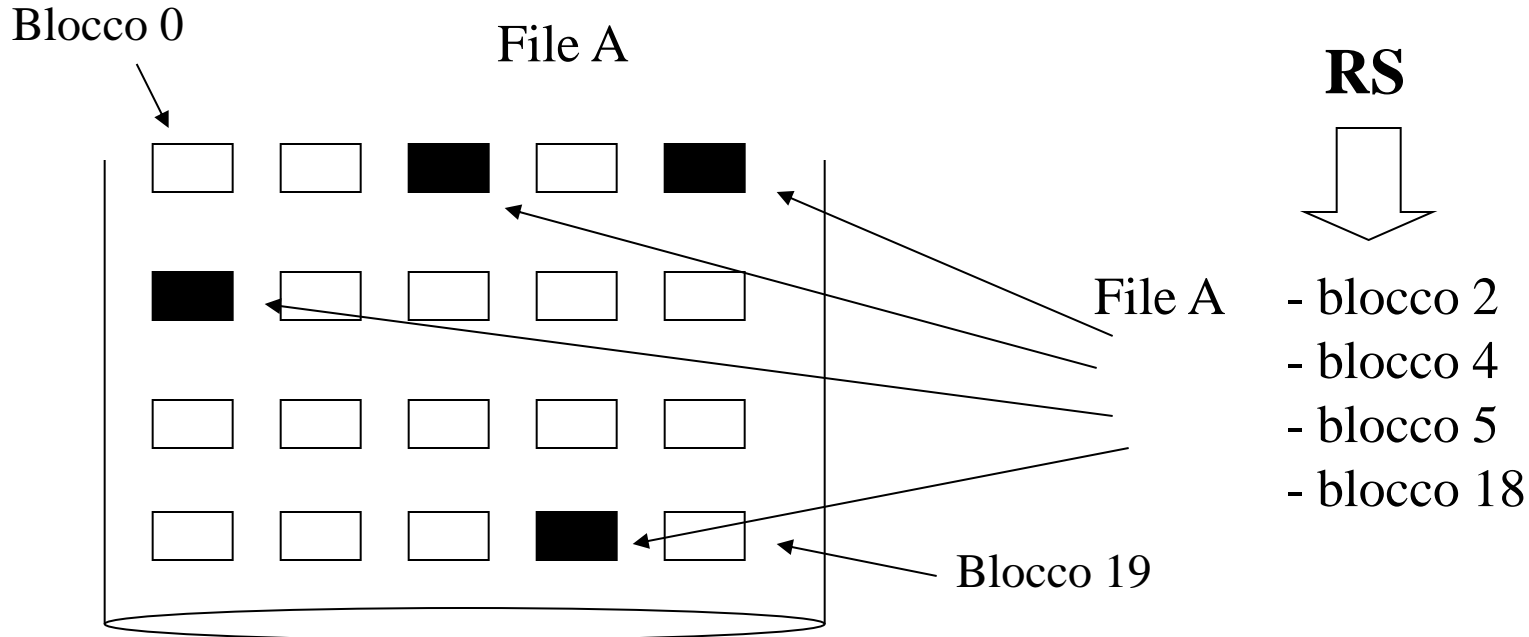 Blocco 0
File A
RS
File A - blocco 2
- blocco 4
- blocco 5
- blocco 18
Blocco 19